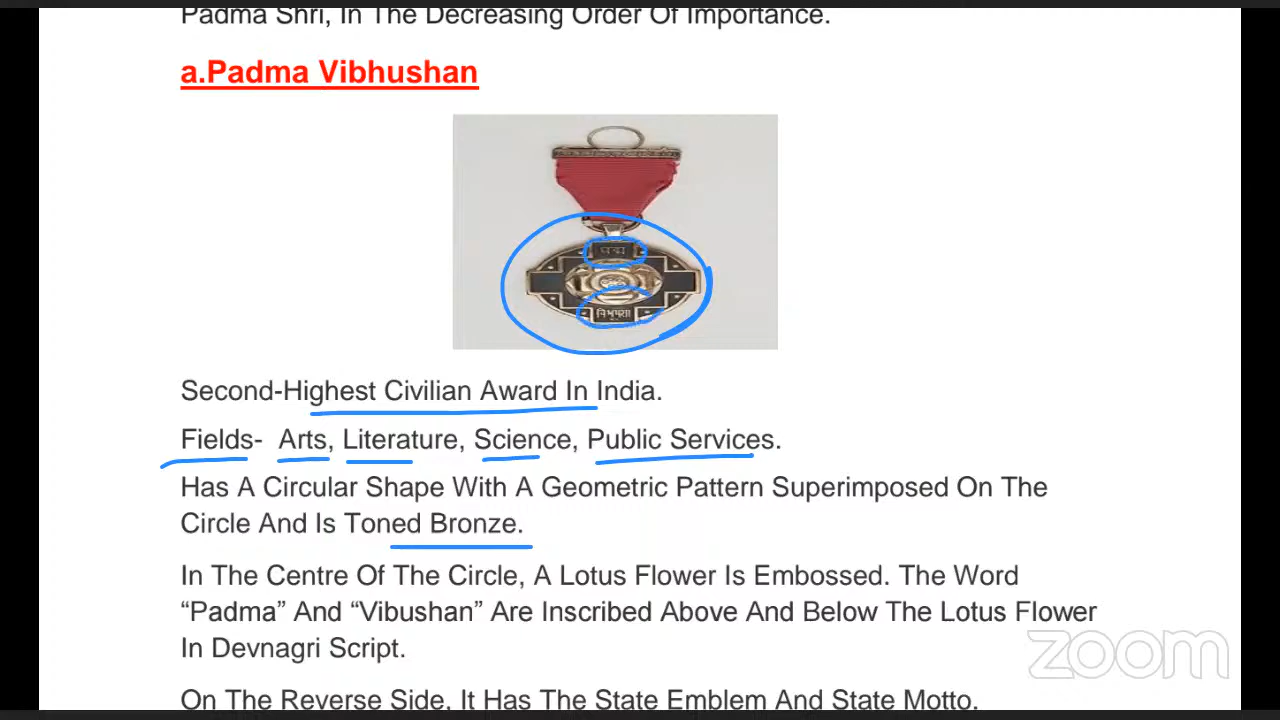 Padma Shri, In The Decreasing Order Of Importance.
a.Padma Vibhushan
पद्म
विभूषण
Second-Highest Civilian Award In India.
Fields- Arts, Literature, Science, Public Services.
Has A Circular Shape With A Geometric Pattern Superimposed On The
Circle And Is Toned Bronze.
In The Centre Of The Circle, A Lotus Flower Is Embossed. The Word
“Padma” And “Vibushan” Are Inscribed Above And Below The Lotus Flower
In Devnagri Script.
zoom
On The Reverse Side, It Has The State Emblem And State Motto.